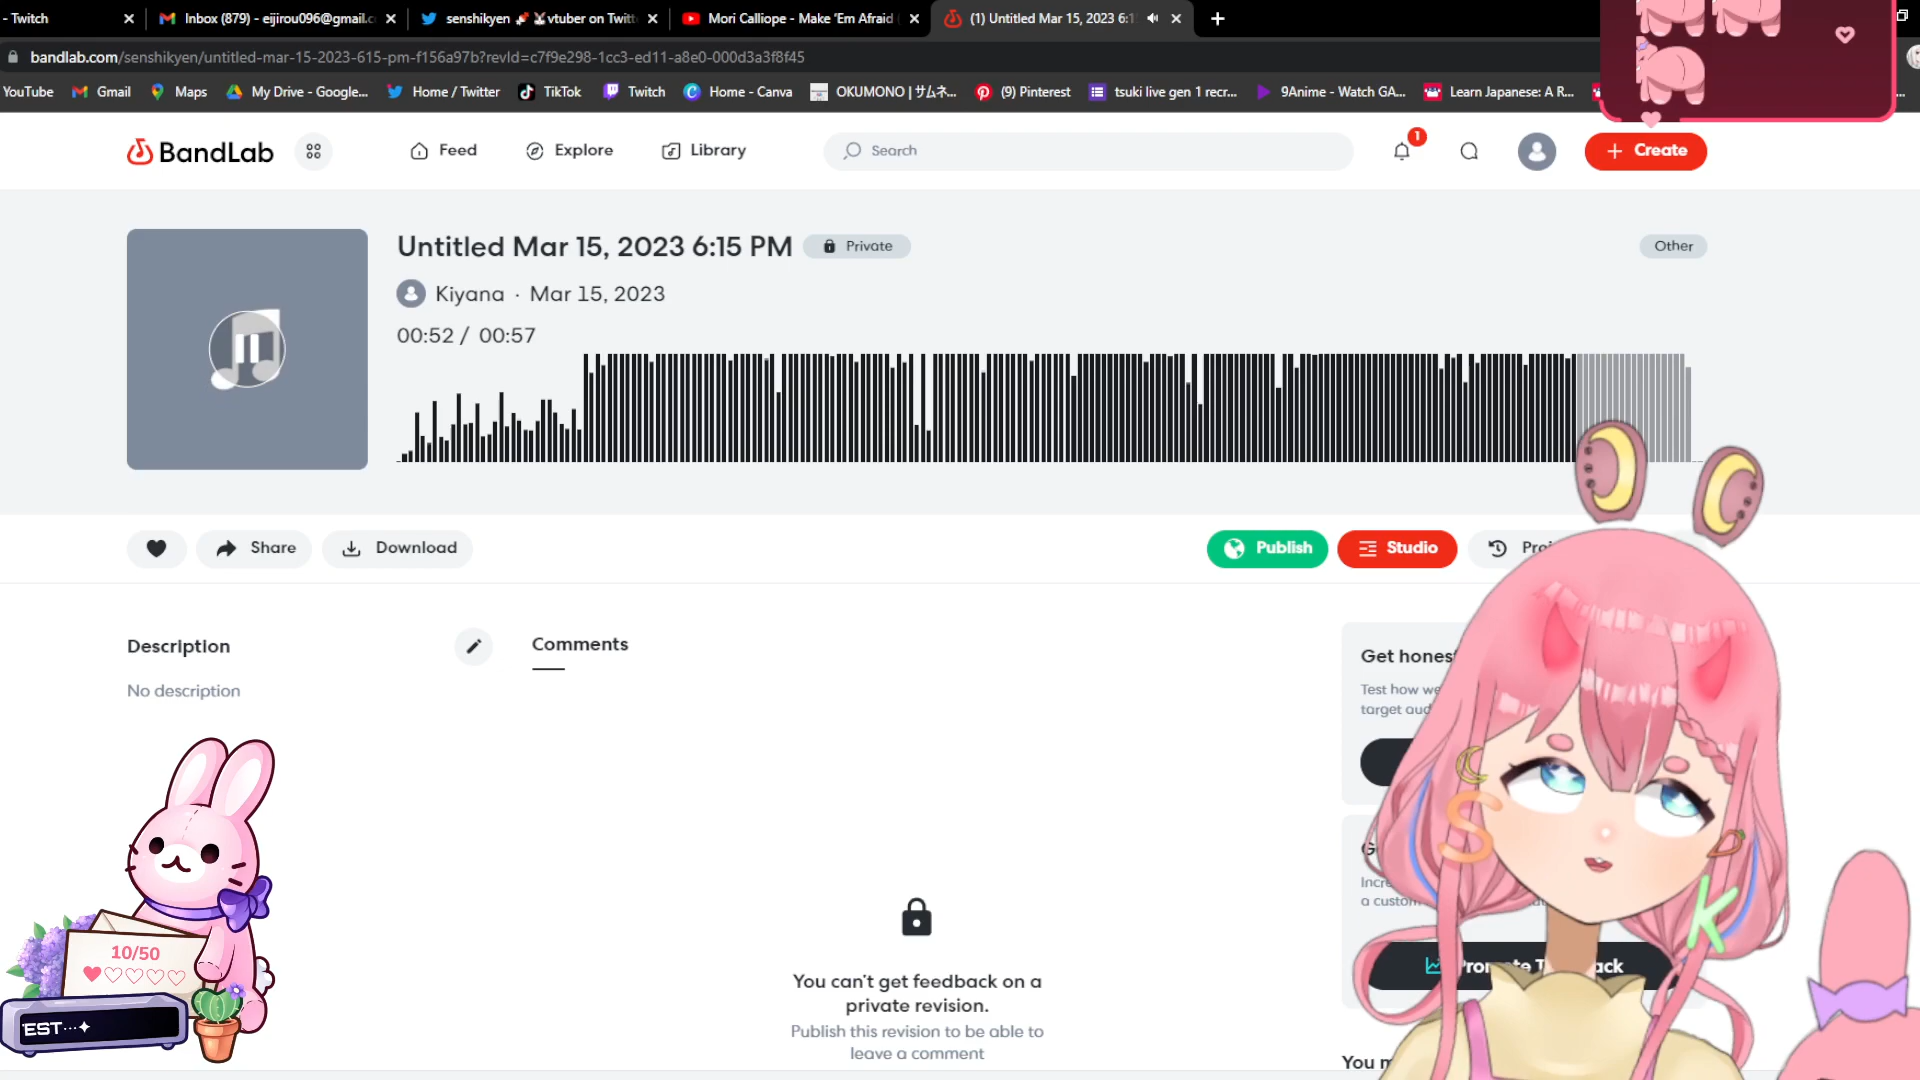 - Twitch
Inbox (879) - eijirou096@gmail.c
senshikyen 🥕🐰vtuber on Twitt
Mori Calliope - Make 'Em Afraid
(1) Untitled Mar 15, 2023 6:1
bandlab.com/senshikyen/untitled-mar-15-2023-615-pm-f156a97b?revId=c7f9e298-1cc3-ed11-a8e0-000d3a3f8f45
YouTube
Gmail
Maps
My Drive - Google...
Home / Twitter
TikTok
Twitch
Home - Canva
OKUMONO | サムネ...
(9) Pinterest
tsuki live gen 1 recr...
9Anime - Watch GA...
Learn Japanese: A R...
BandLab
Feed
Explore
Library
Search
1
+ Create
Untitled Mar 15, 2023 6:15 PM
Private
Other
Kiyana · Mar 15, 2023
00:52 / 00:57
Share
Download
Publish
Studio
Description
No description
Comments
Get hones
Test how we
target aud
Incre
a custom
You can't get feedback on a
private revision.
Publish this revision to be able to
leave a comment
10/50
EST...
S
K